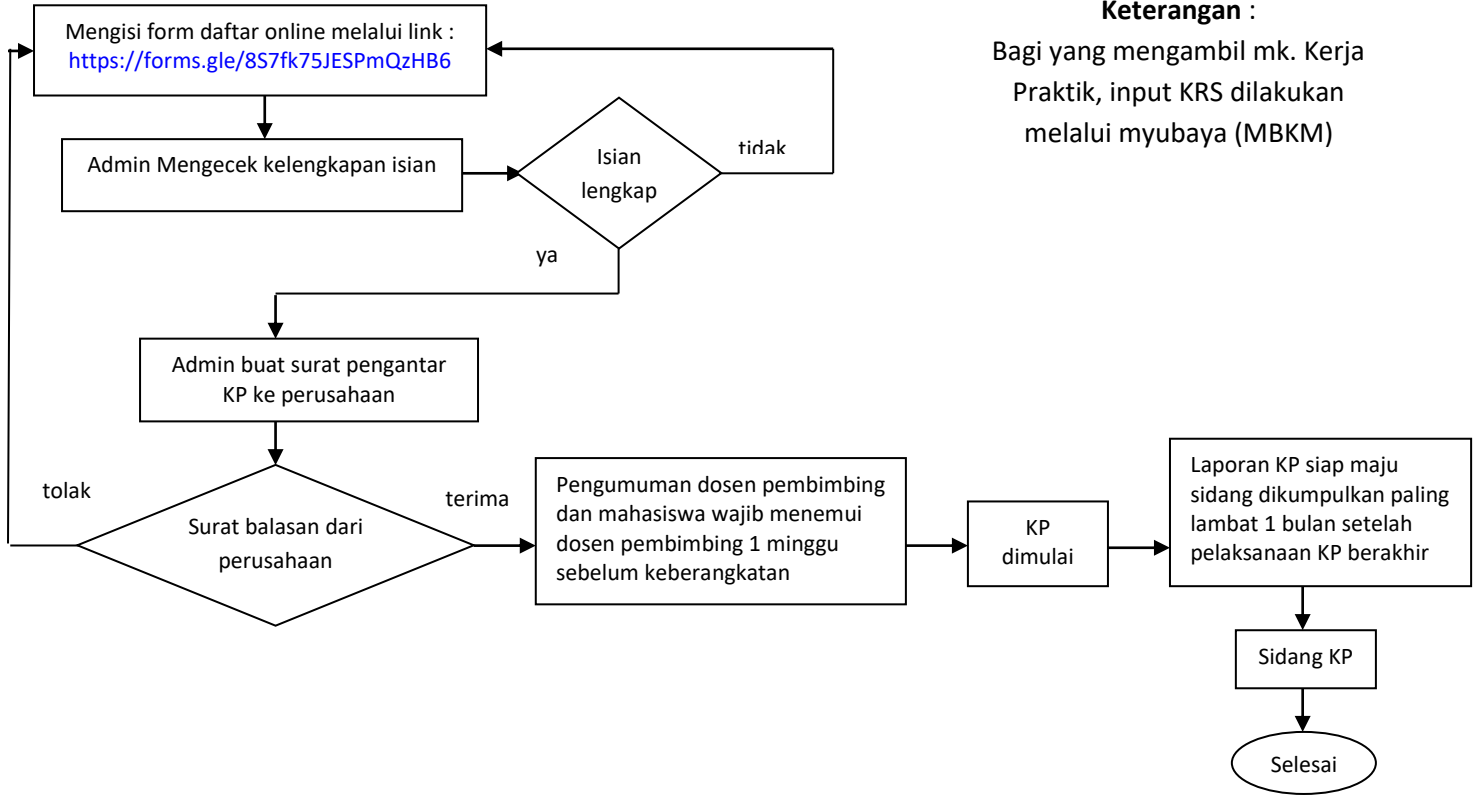 Mengisi form daftar online melalui link :
https://forms.gle/8S7fk75JESPmQzHB6
Keterangan :
Bagi yang mengambil mk. Kerja
Praktik, input KRS dilakukan
melalui myubaya (MBKM)
Admin Mengecek kelengkapan isian
Isian
lengkap
tidak
ya
Admin buat surat pengantar
KP ke perusahaan
tolak
Surat balasan dari
perusahaan
terima
Pengumuman dosen pembimbing
dan mahasiswa wajib menemui
dosen pembimbing 1 minggu
sebelum keberangkatan
KP
dimulai
Laporan KP siap maju
sidang dikumpulkan paling
lambat 1 bulan setelah
pelaksanaan KP berakhir
Sidang KP
Selesai